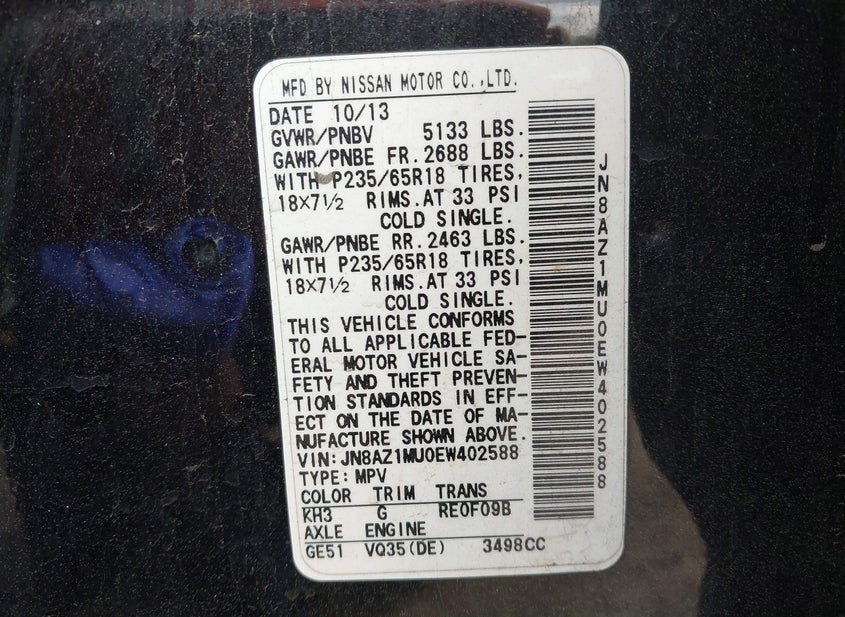 MFD BY NISSAN MOTOR CO.,LTD.
DATE 10/13
GVWR/PNBV 5133 LBS.
GAWR/PNBE FR.2688 LBS.
WITH P235/65R18 TIRES,
18X7½ RIMS.AT 33 PSI
COLD SINGLE.
GAWR/PNBE RR.2463 LBS.
WITH P235/65R18 TIRES,
18X7½ RIMS.AT 33 PSI
COLD SINGLE.
THIS VEHICLE CONFORMS
TO ALL APPLICABLE FED-
ERAL MOTOR VEHICLE SA-
FETY AND THEFT PREVEN-
TION STANDARDS IN EFF-
ECT ON THE DATE OF MA-
NUFACTURE SHOWN ABOVE.
VIN:JN8AZ1MU0EW402588
TYPE:MPV
COLOR TRIM TRANS
KH3 G RE0F09B
AXLE ENGINE
GE51 VQ35(DE) 3498CC
JN8AZ1MU0EW402588